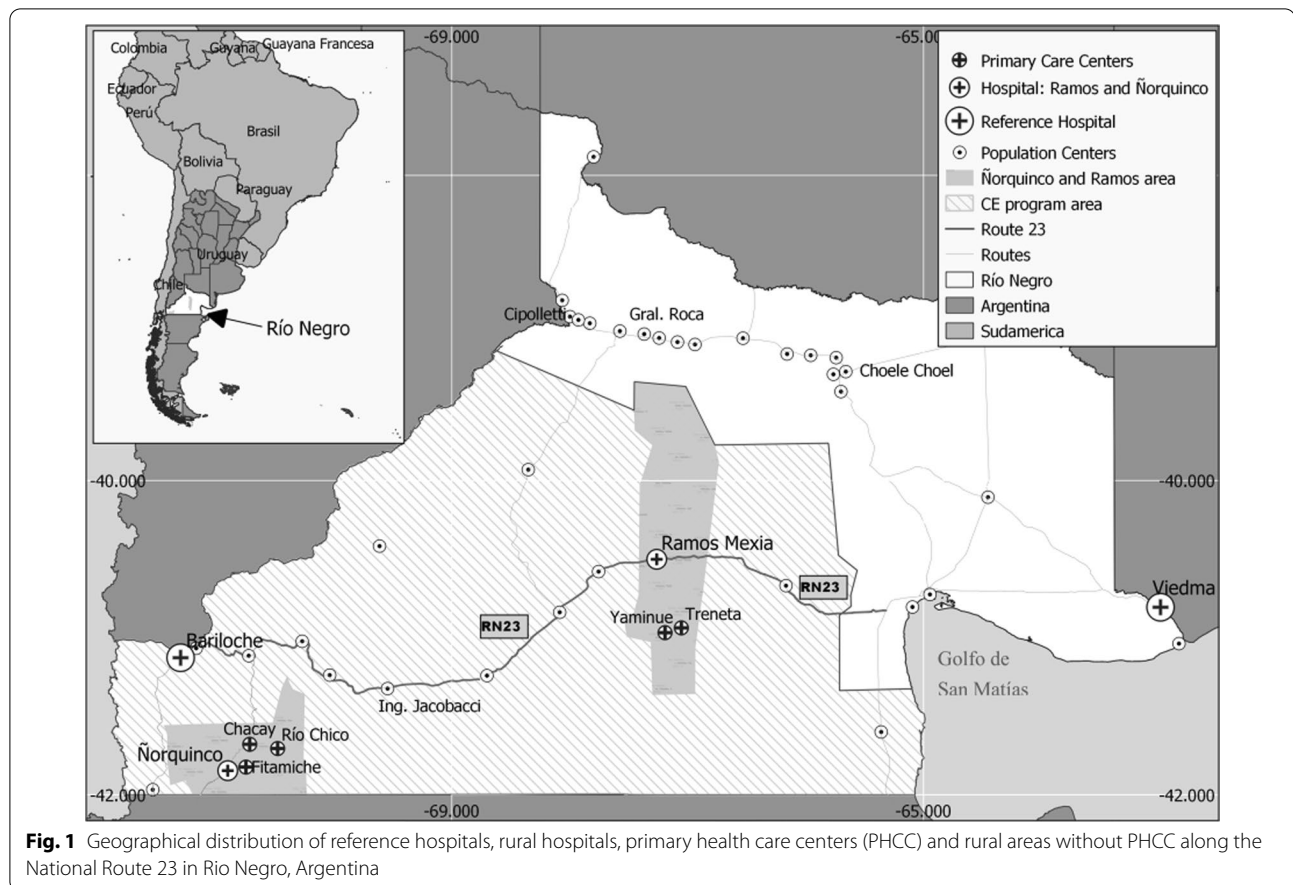 Colombia
Guyana
Guayana Francesa
Ecuador
Perú
Brasil
Bolivia
Paraguay
Uruguay
Chile
Río Negro
-69.000
-65.000
Primary Care Centers
Hospital: Ramos and Ñorquinco
Reference Hospital
Population Centers
Ñorquinco and Ramos area
CE program area
Route 23
Routes
Río Negro
Argentina
Sudamerica
Cipolletti
Gral. Roca
Choele Choel
-40.000
-40.000
Ramos Mexia
RN23
Viedma
Yaminue
Treneta
RN23
Bariloche
Golfo de
San Matías
Ing. Jacobacci
Chacay
Río Chico
Ñorquinco
Fitamiche
-42.000
-42.000
-69.000
-65.000
Fig. 1 Geographical distribution of reference hospitals, rural hospitals, primary health care centers (PHCC) and rural areas without PHCC along the
National Route 23 in Rio Negro, Argentina